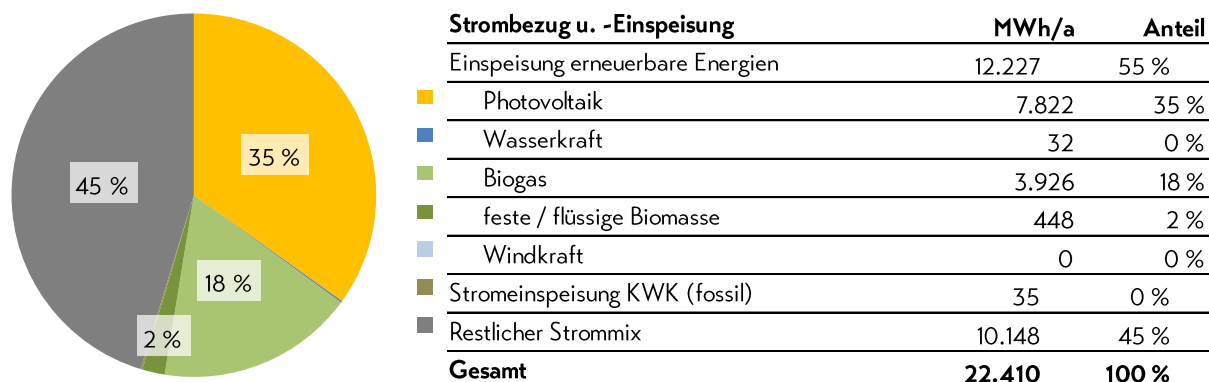 35 %
45 %
18 %
2 %
Strombezug u. -Einspeisung MWh/a Anteil
Einspeisung erneuerbare Energien 12.227 55 %
Photovoltaik 7.822 35 %
Wasserkraft 32 0 %
Biogas 3.926 18 %
feste / flüssige Biomasse 448 2 %
Windkraft 0 0 %
Stromeinspeisung KWK (fossil) 35 0 %
Restlicher Strommix 10.148 45 %
Gesamt 22.410 100 %